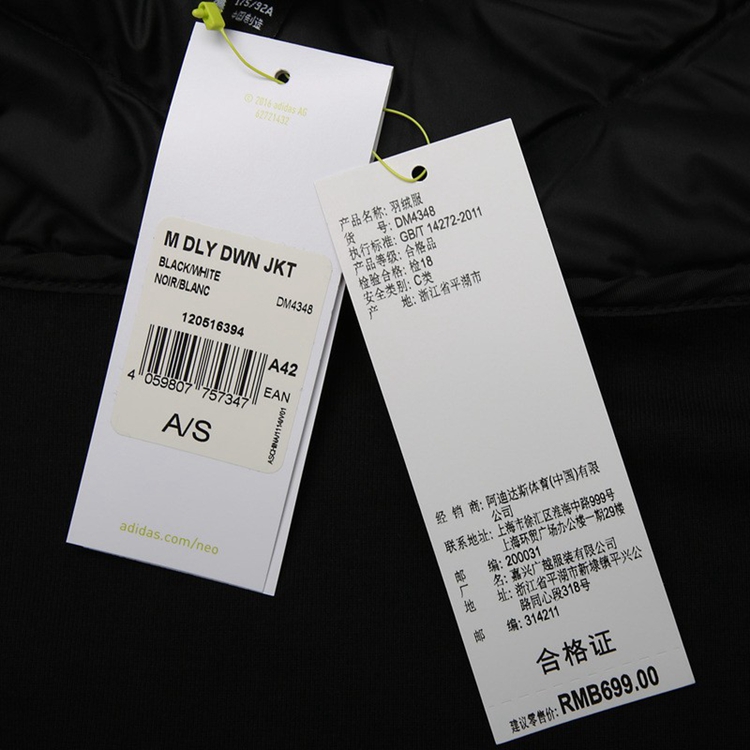 175/92A
中国制造
© 2018 adidas AG
62721432
M DLY DWN JKT
BLACK/WHITE
NOIR/BLANC
DM4348
120516394
A42
4 059807 757347
EAN
A/S
ASCHINA/1114/V01
adidas.com/neo
产品名称: 羽绒服
货 号: DM4348
执行标准: GB/T 14272-2011
产品等级: 合格品
检验合格: 检18
安全类别: C类
产 地: 浙江省平湖市
经 销 商: 阿迪达斯体育(中国)有限
公司
联系地址: 上海市徐汇区淮海中路999号
上海环贸广场办公楼一期29楼
邮 编: 200031
厂 名: 嘉兴广越服装有限公司
地 址: 浙江省平湖市新埭镇平兴公
路同心段318号
邮 编: 314211
合格证
建议零售价: RMB699.00